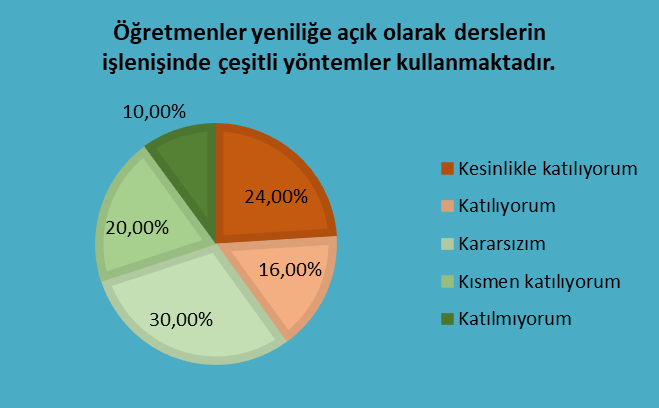 Öğretmenler yeniliğe açık olarak derslerin
işlenişinde çeşitli yöntemler kullanmaktadır.
10,00%
24,00%
20,00%
16,00%
30,00%
Kesinlikle katılıyorum
Katılıyorum
Kararsızım
Kısmen katılıyorum
Katılmıyorum